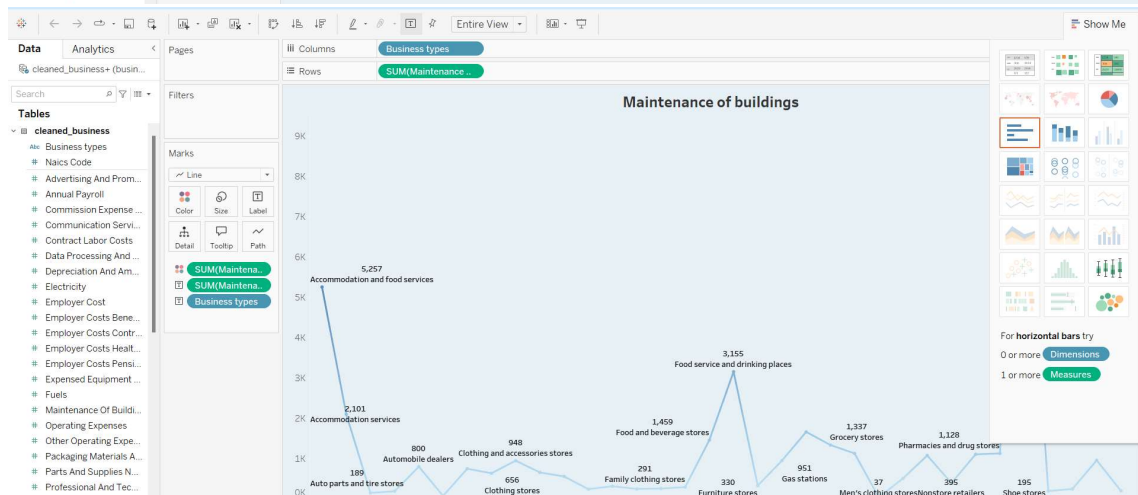 Entire View
Show Me
Data
Analytics
cleaned_business+ (busin...
Search
Tables
cleaned_business
Abc Business types
# Naics Code
# Advertising And Prom...
# Annual Payroll
# Commission Expense ...
# Communication Servi...
# Contract Labor Costs
# Data Processing And ...
# Depreciation And Am...
# Electricity
# Employer Cost
# Employer Costs Bene...
# Employer Costs Contr...
# Employer Costs Healt...
# Employer Costs Pensi...
# Expensed Equipment ...
# Fuels
# Maintenance Of Buildi...
# Operating Expenses
# Other Operating Expe...
# Packaging Materials A...
# Parts And Supplies N...
# Professional And Tec...
Pages
Filters
Marks
Line
Color
Size
Label
Detail
Tooltip
Path
SUM(Maintena..
SUM(Maintena..
Business types
Columns
Business types
Rows
SUM(Maintenance ..
Maintenance of buildings
9K
8K
7K
6K
5K
4K
3K
2K
1K
0K
5,257
Accommodation and food services
2,101
Accommodation services
189
Auto parts and tire stores
800
Automobile dealers
948
Clothing and accessories stores
656
Clothing stores
291
Family clothing stores
1,459
Food and beverage stores
3,155
Food service and drinking places
330
Furniture stores
951
Gas stations
1,337
Grocery stores
37
Men's clothing stores
1,128
Pharmacies and drug stores
395
Nonstore retailers
195
Shoe stores
For horizontal bars try
0 or more Dimensions
1 or more Measures